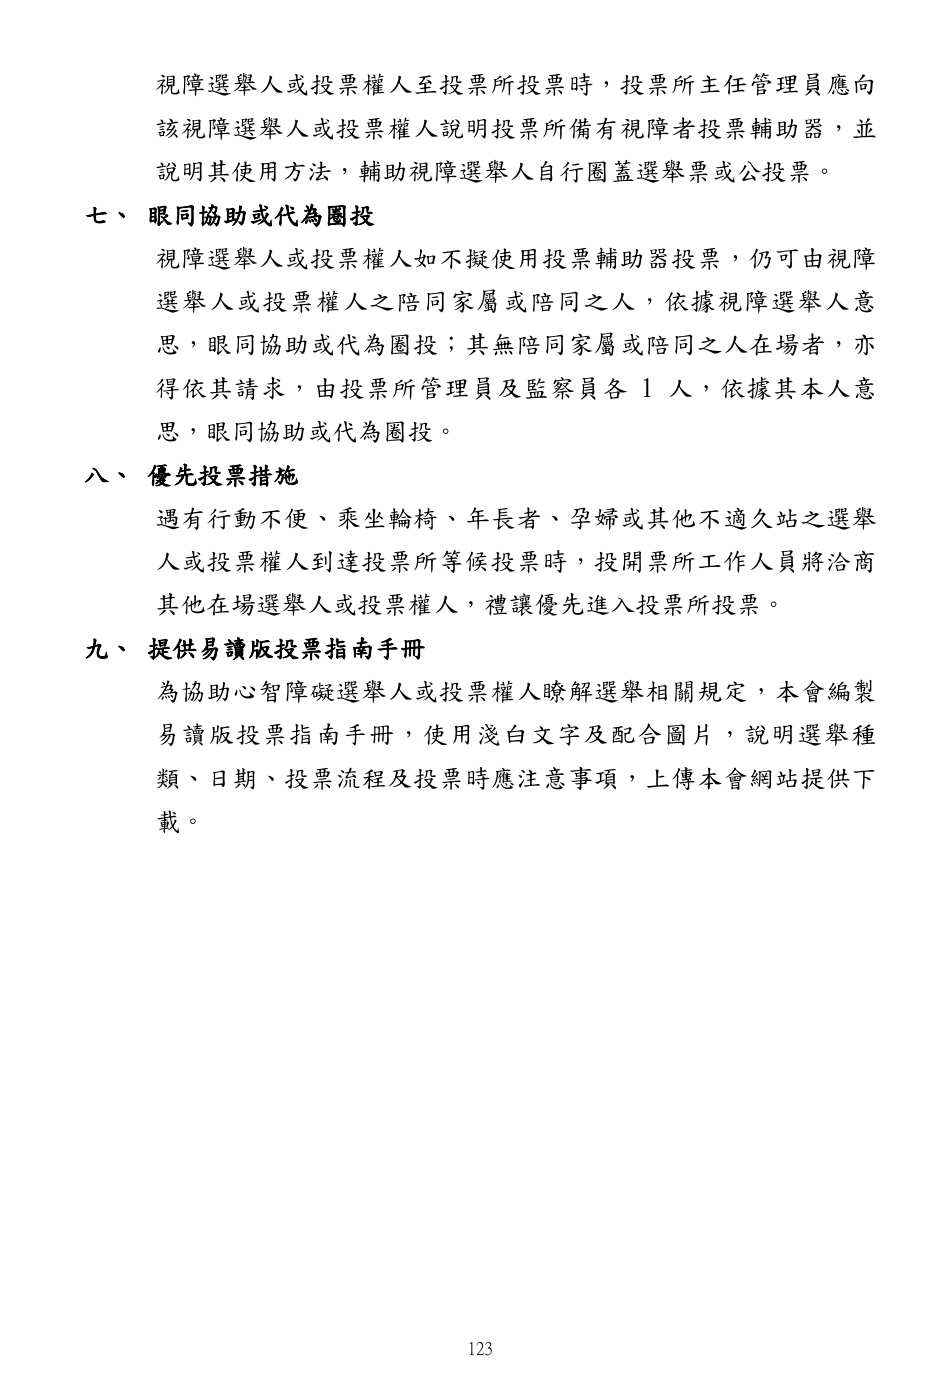 視障選舉人或投票權人至投票所投票時，投票所主任管理員應向
該視障選舉人或投票權人說明投票所備有視障者投票輔助器，並
說明其使用方法，輔助視障選舉人自行圈蓋選舉票或公投票。
七、 眼同協助或代為圈投
視障選舉人或投票權人如不擬使用投票輔助器投票，仍可由視障
選舉人或投票權人之陪同家屬或陪同之人，依據視障選舉人意
思，眼同協助或代為圈投；其無陪同家屬或陪同之人在場者，亦
得依其請求，由投票所管理員及監察員各 1 人，依據其本人意
思，眼同協助或代為圈投。
八、 優先投票措施
遇有行動不便、乘坐輪椅、年長者、孕婦或其他不適久站之選舉
人或投票權人到達投票所等候投票時，投開票所工作人員將洽商
其他在場選舉人或投票權人，禮讓優先進入投票所投票。
九、 提供易讀版投票指南手冊
為協助心智障礙選舉人或投票權人瞭解選舉相關規定，本會編製
易讀版投票指南手冊，使用淺白文字及配合圖片，說明選舉種
類、日期、投票流程及投票時應注意事項，上傳本會網站提供下
載。
123